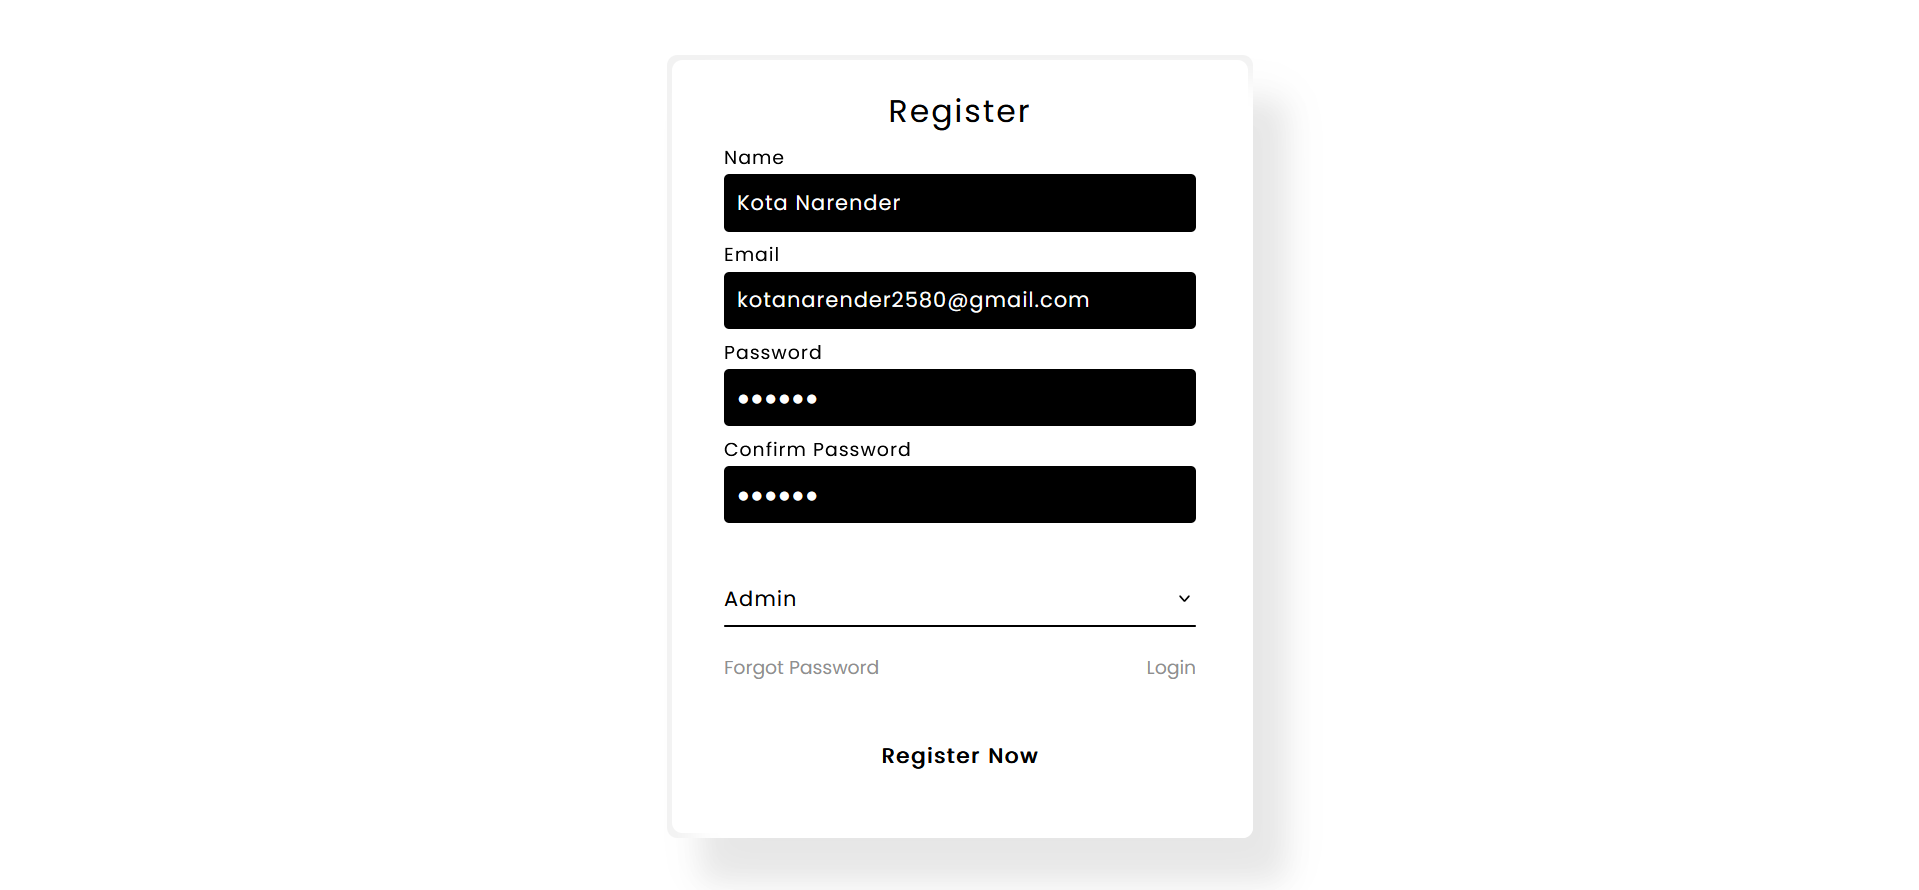 Register
Name
Kota Narender
Email
kotanarender2580@gmail.com
Password
●●●●●●
Confirm Password
●●●●●●
Admin
Forgot Password Login
Register Now